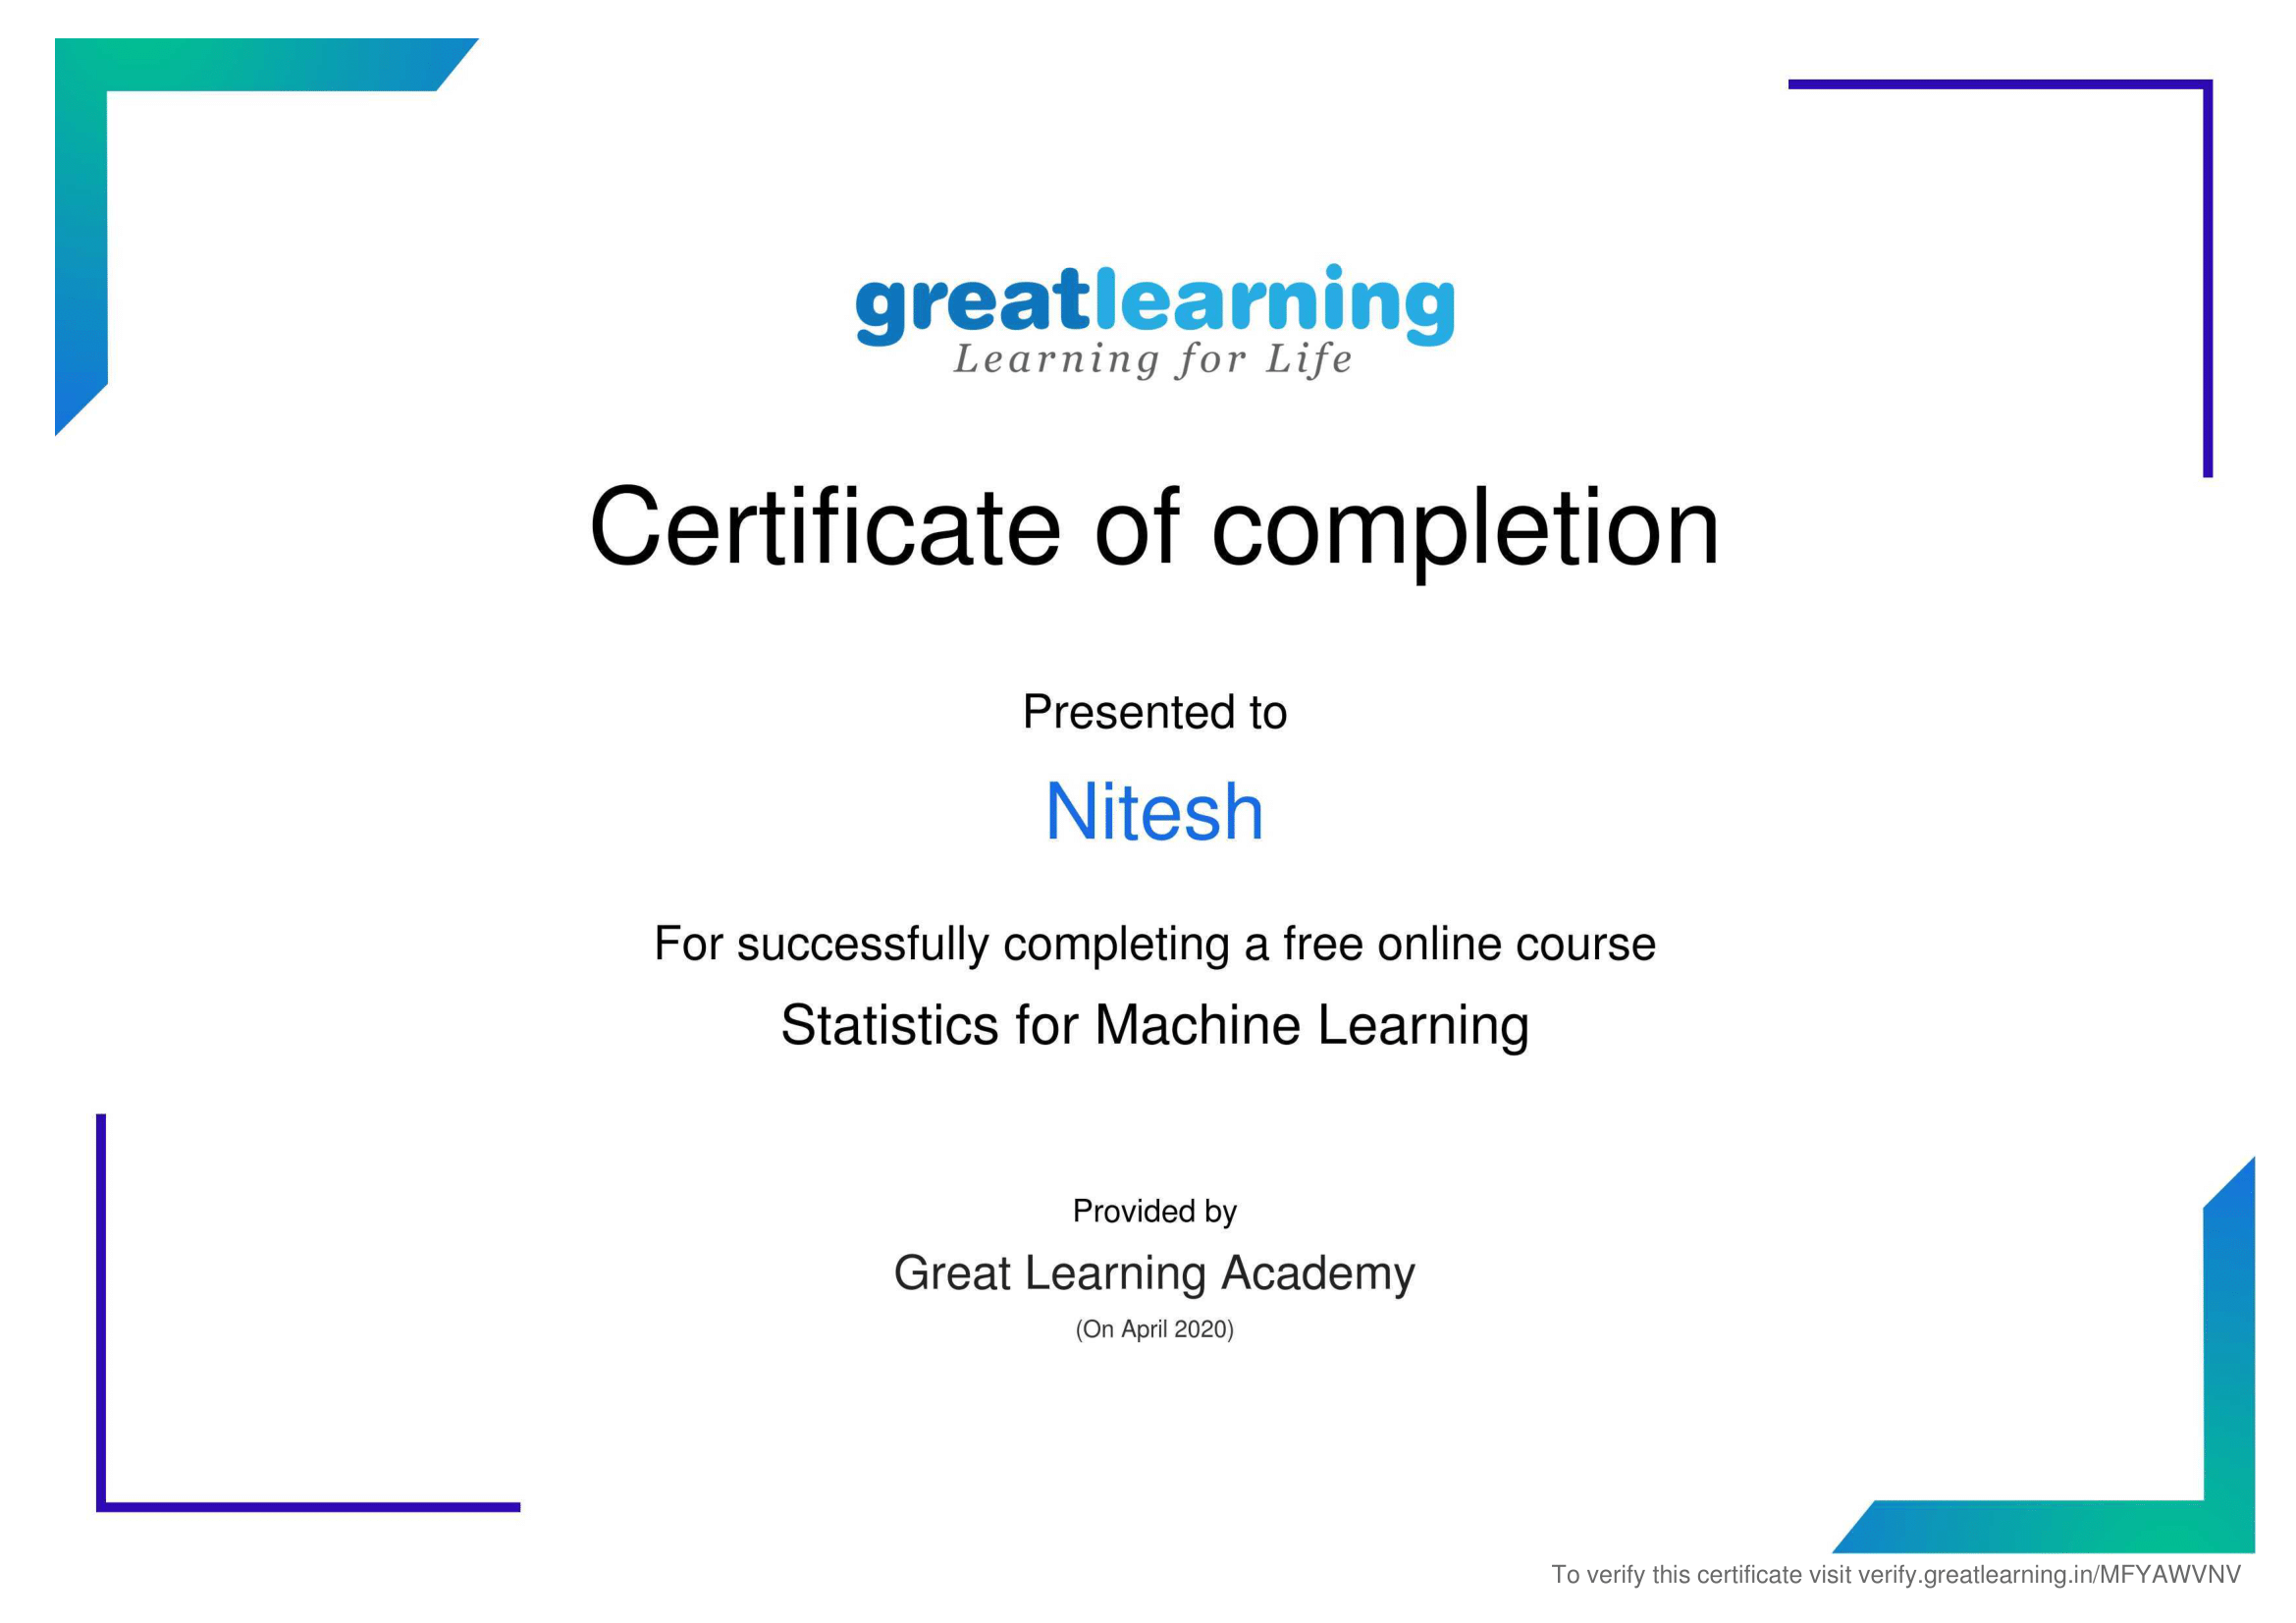 greatlearning
Learning for Life
Certificate of completion
Presented to
Nitesh
For successfully completing a free online course
Statistics for Machine Learning
Provided by
Great Learning Academy
(On April 2020)
To verify this certificate visit verify.greatlearning.in/MFYAWVNV